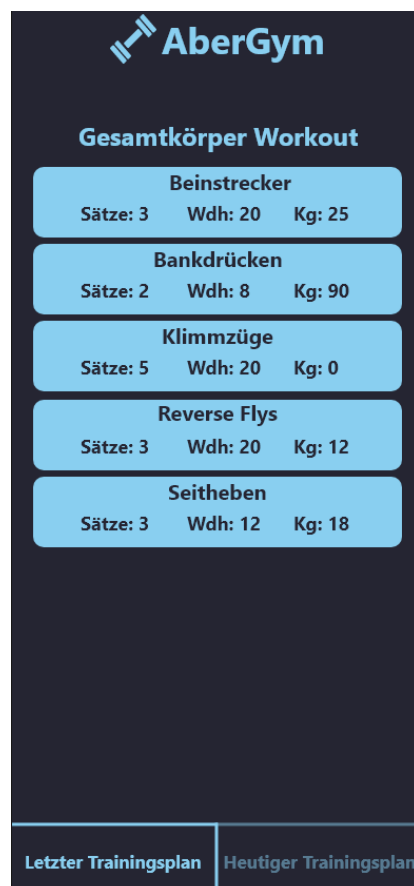 AberGym
Gesamtkörper Workout
Beinstrecker
Sätze: 3 Wdh: 20 Kg: 25
Bankdrücken
Sätze: 2 Wdh: 8 Kg: 90
Klimmzüge
Sätze: 5 Wdh: 20 Kg: 0
Reverse Flys
Sätze: 3 Wdh: 20 Kg: 12
Seitheben
Sätze: 3 Wdh: 12 Kg: 18
Letzter Trainingsplan Heutiger Trainingsplan